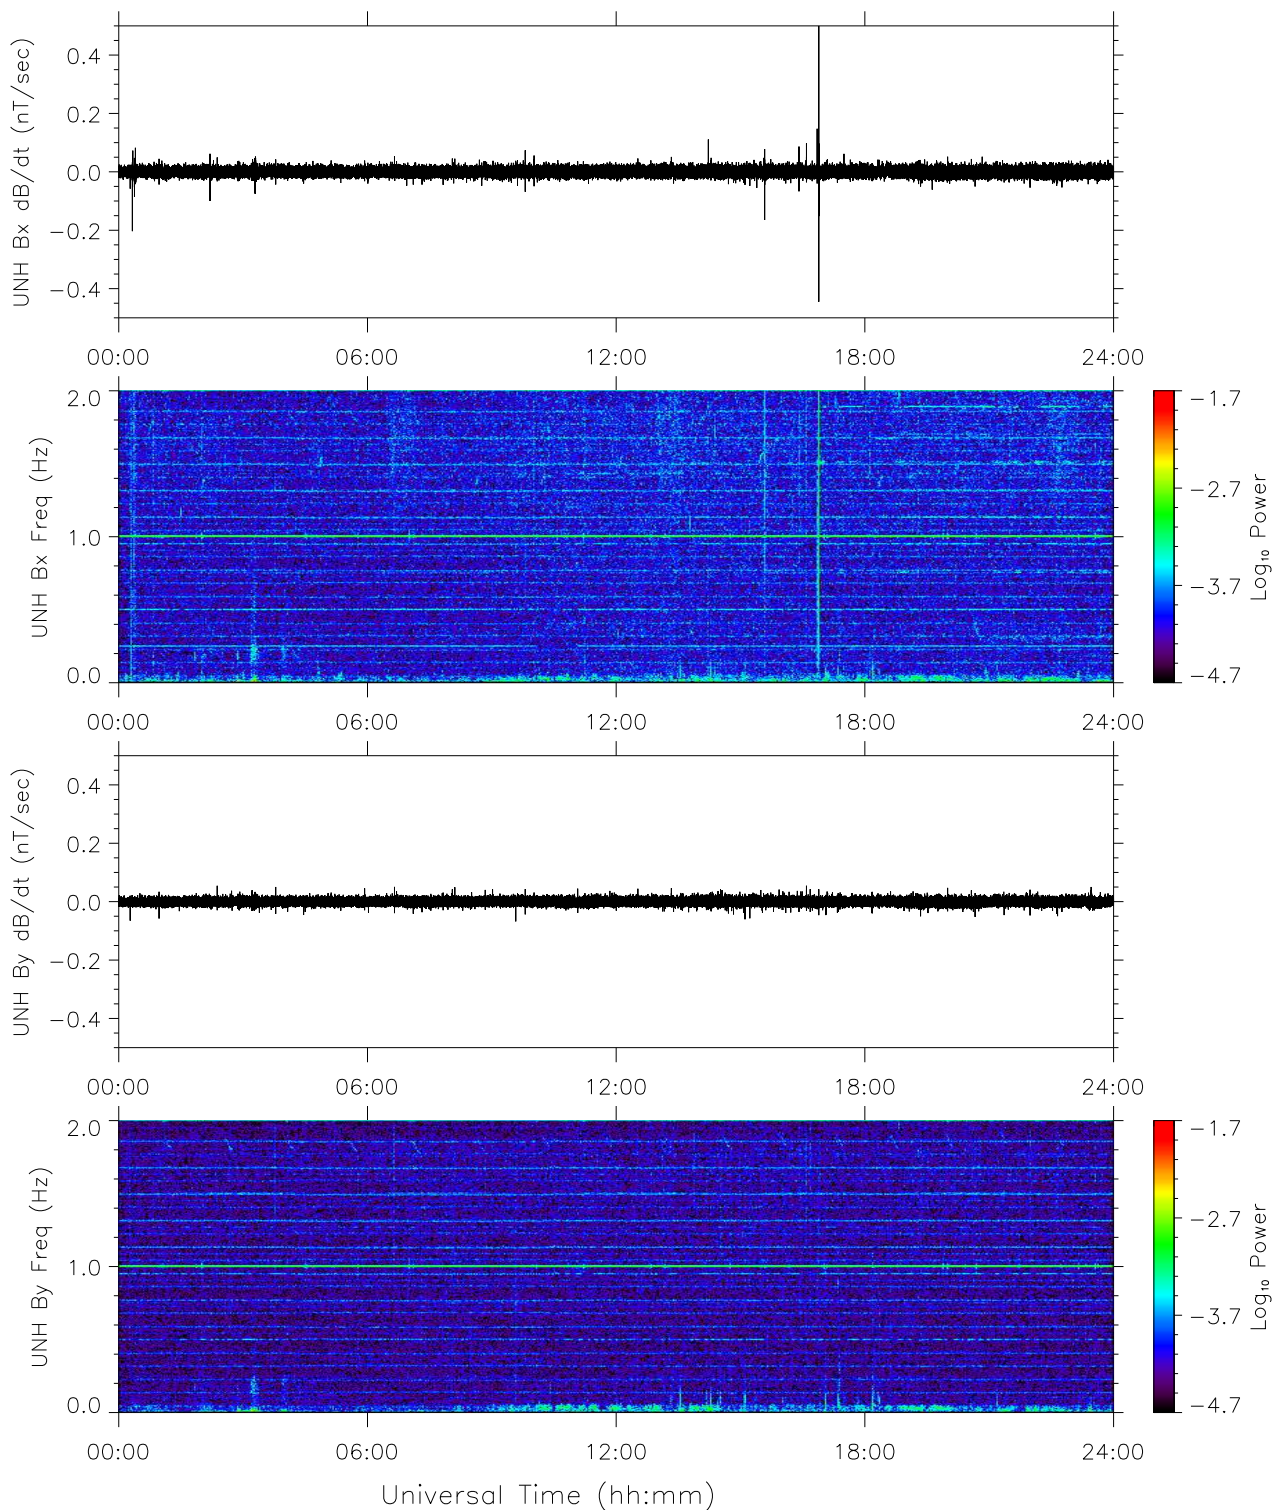 UNH Bx dB/dt (nT/sec)
0.4
0.2
0.0
−0.2
−0.4
00:00 06:00 12:00 18:00 24:00
UNH Bx Freq (Hz)
2.0
1.0
0.0
−1.7
−2.7
−3.7
−4.7
Log₁₀ Power
00:00 06:00 12:00 18:00 24:00
UNH By dB/dt (nT/sec)
0.4
0.2
0.0
−0.2
−0.4
00:00 06:00 12:00 18:00 24:00
UNH By Freq (Hz)
2.0
1.0
0.0
−1.7
−2.7
−3.7
−4.7
Log₁₀ Power
00:00 06:00 12:00 18:00 24:00
Universal Time (hh:mm)